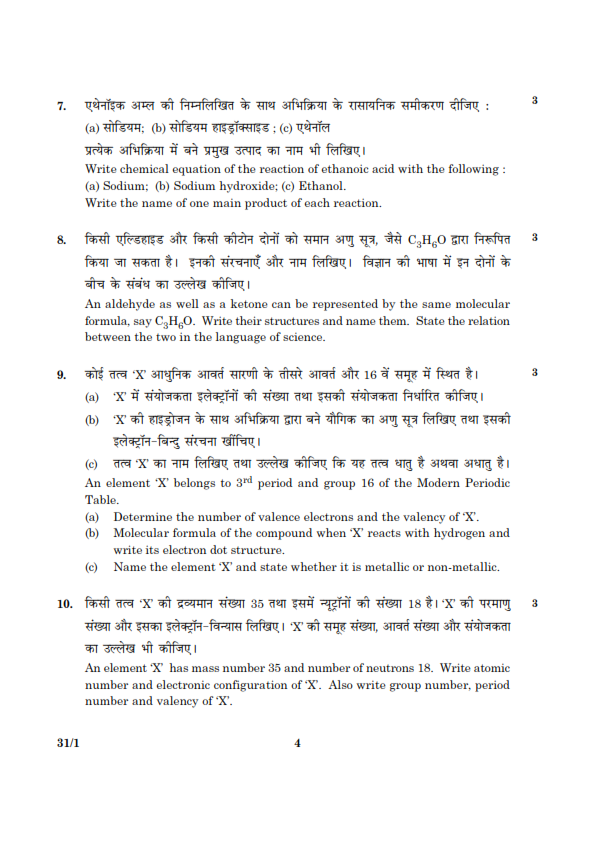 7. एथेनॉइक अम्ल की निम्नलिखित के साथ अभिक्रिया के रासायनिक समीकरण दीजिए : 3
(a) सोडियम; (b) सोडियम हाइड्रॉक्साइड ; (c) एथेनॉल
प्रत्येक अभिक्रिया में बने प्रमुख उत्पाद का नाम भी लिखिए।
Write chemical equation of the reaction of ethanoic acid with the following :
(a) Sodium; (b) Sodium hydroxide; (c) Ethanol.
Write the name of one main product of each reaction.
8. किसी एल्डिहाइड और किसी कीटोन दोनों को समान अणु सूत्र, जैसे C₃H₆O द्वारा निरूपित 3
किया जा सकता है। इनकी संरचनाएँ और नाम लिखिए। विज्ञान की भाषा में इन दोनों के
बीच के संबंध का उल्लेख कीजिए।
An aldehyde as well as a ketone can be represented by the same molecular
formula, say C₃H₆O. Write their structures and name them. State the relation
between the two in the language of science.
9. कोई तत्व 'X' आधुनिक आवर्त सारणी के तीसरे आवर्त और 16 वें समूह में स्थित है। 3
(a) 'X' में संयोजकता इलेक्ट्रॉनों की संख्या तथा इसकी संयोजकता निर्धारित कीजिए।
(b) 'X' की हाइड्रोजन के साथ अभिक्रिया द्वारा बने यौगिक का अणु सूत्र लिखिए तथा इसकी
इलेक्ट्रॉन-बिन्दु संरचना खींचिए।
(c) तत्व 'X' का नाम लिखिए तथा उल्लेख कीजिए कि यह तत्व धातु है अथवा अधातु है।
An element 'X' belongs to 3rd period and group 16 of the Modern Periodic
Table.
(a) Determine the number of valence electrons and the valency of 'X'.
(b) Molecular formula of the compound when 'X' reacts with hydrogen and
write its electron dot structure.
(c) Name the element 'X' and state whether it is metallic or non-metallic.
10. किसी तत्व 'X' की द्रव्यमान संख्या 35 तथा इसमें न्यूट्रॉनों की संख्या 18 है। 'X' की परमाणु 3
संख्या और इसका इलेक्ट्रॉन-विन्यास लिखिए। 'X' की समूह संख्या, आवर्त संख्या और संयोजकता
का उल्लेख भी कीजिए।
An element 'X' has mass number 35 and number of neutrons 18. Write atomic
number and electronic configuration of 'X'. Also write group number, period
number and valency of 'X'.
31/1 4